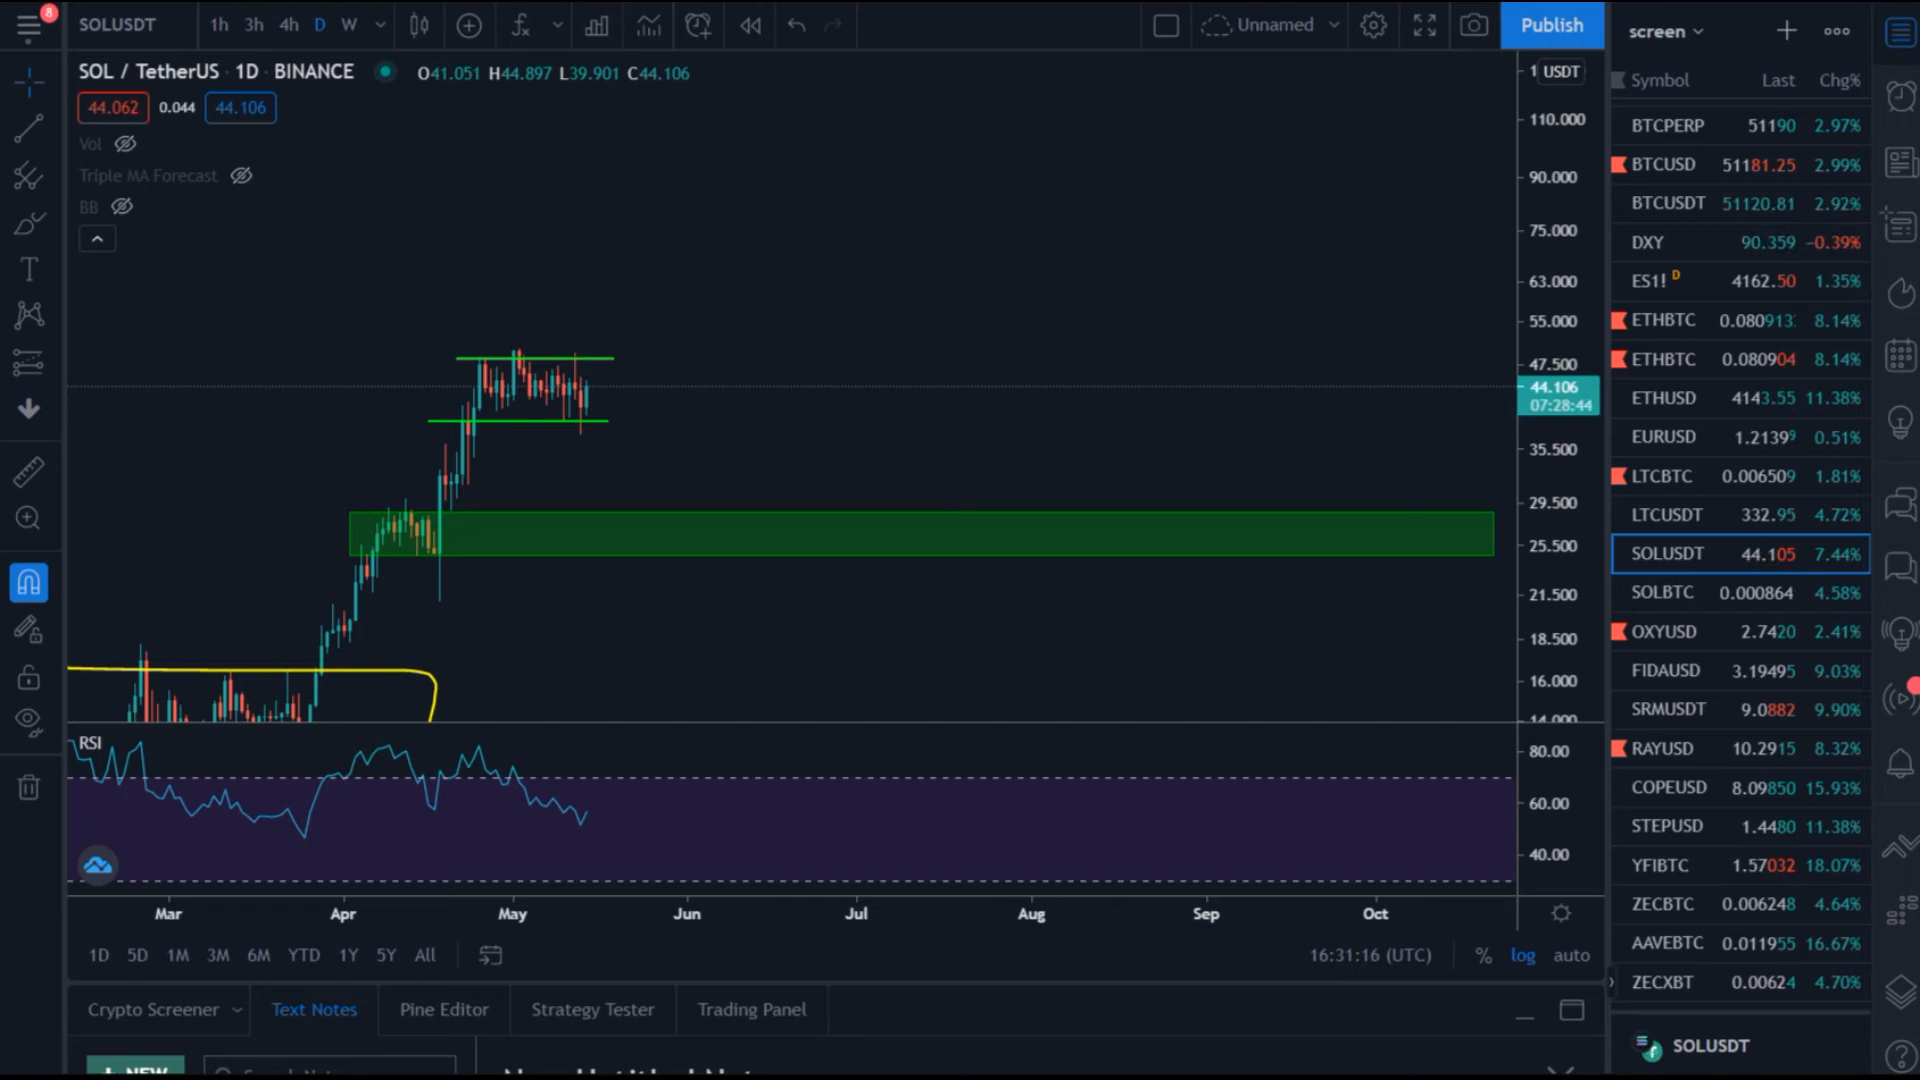 8
SOLUSDT 1h 3h 4h D W Unnamed Publish
SOL / TetherUS · 1D · BINANCE O41.051 H44.897 L39.901 C44.106
44.062 0.044 44.106
Vol
Triple MA Forecast
BB
1 USDT
110.000
90.000
75.000
63.000
55.000
47.500
44.106
07:28:44
35.500
29.500
25.500
21.500
18.500
16.000
14.000
RSI
80.00
60.00
40.00
Mar Apr May Jun Jul Aug Sep Oct
1D 5D 1M 3M 6M YTD 1Y 5Y All 16:31:16 (UTC) % log auto
Crypto Screener Text Notes Pine Editor Strategy Tester Trading Panel
+ NEW
screen
Symbol Last Chg%
BTCPERP 51190 2.97%
BTCUSD 51181.25 2.99%
BTCUSDT 51120.81 2.92%
DXY 90.359 −0.39%
ES1! D 4162.50 1.35%
ETHBTC 0.080913 8.14%
ETHBTC 0.080904 8.14%
ETHUSD 4143.55 11.38%
EURUSD 1.21399 0.51%
LTCBTC 0.006509 1.81%
LTCUSDT 332.95 4.72%
SOLUSDT 44.105 7.44%
SOLBTC 0.000864 4.58%
OXYUSD 2.7420 2.41%
FIDAUSD 3.19495 9.03%
SRMUSDT 9.0882 9.90%
RAYUSD 10.2915 8.32%
COPEUSD 8.09850 15.93%
STEPUSD 1.4480 11.38%
YFIBTC 1.57032 18.07%
ZECBTC 0.006248 4.64%
AAVEBTC 0.011955 16.67%
ZECXBT 0.00624 4.70%
SOLUSDT